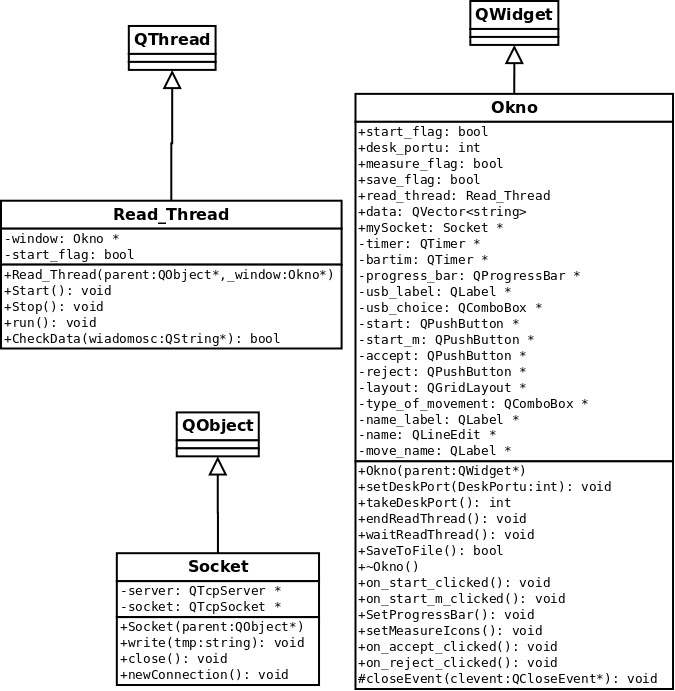 QThread
Read_Thread
-window: Okno *
-start_flag: bool
+Read_Thread(parent:QObject*,_window:Okno*)
+Start(): void
+Stop(): void
+run(): void
+CheckData(wiadomosc:QString*): bool
QObject
Socket
-server: QTcpServer *
-socket: QTcpSocket *
+Socket(parent:QObject*)
+write(tmp:string): void
+close(): void
+newConnection(): void
QWidget
Okno
+start_flag: bool
+desk_portu: int
+measure_flag: bool
+save_flag: bool
+read_thread: Read_Thread
+data: QVector<string>
+mySocket: Socket *
-timer: QTimer *
-bartim: QTimer *
-progress_bar: QProgressBar *
-usb_label: QLabel *
-usb_choice: QComboBox *
-start: QPushButton *
-start_m: QPushButton *
-accept: QPushButton *
-reject: QPushButton *
-layout: QGridLayout *
-type_of_movement: QComboBox *
-name_label: QLabel *
-name: QLineEdit *
-move_name: QLabel *
+Okno(parent:QWidget*)
+setDeskPort(DeskPortu:int): void
+takeDeskPort(): int
+endReadThread(): void
+waitReadThread(): void
+SaveToFile(): bool
+~Okno()
+on_start_clicked(): void
+on_start_m_clicked(): void
+SetProgressBar(): void
+setMeasureIcons(): void
+on_accept_clicked(): void
+on_reject_clicked(): void
#closeEvent(clevent:QCloseEvent*): void